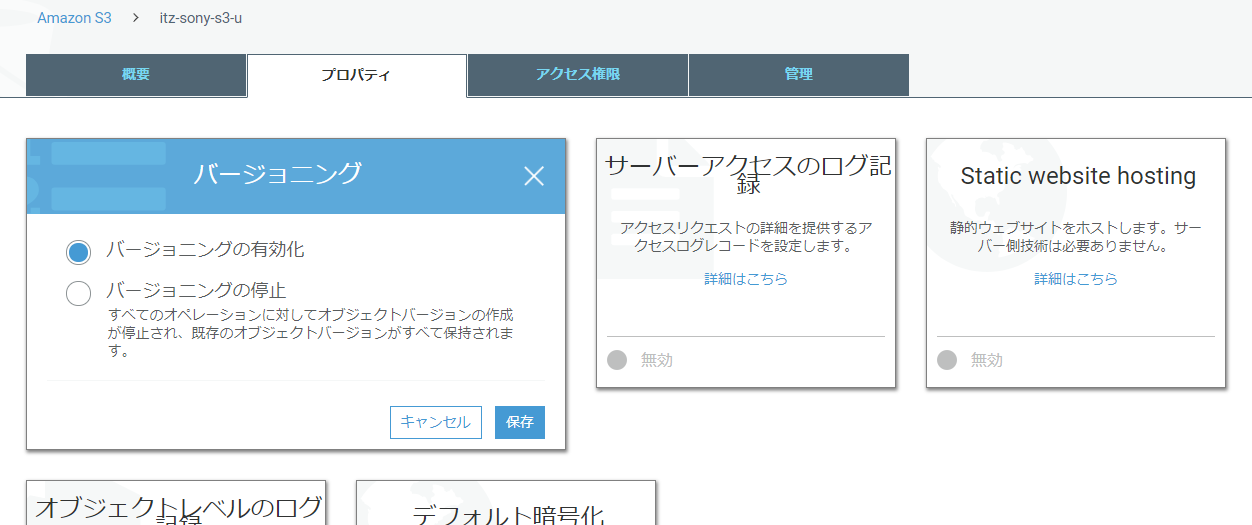 Amazon S3 > itz-sony-s3-u
概要 プロパティ アクセス権限 管理
バージョニング
バージョニングの有効化
バージョニングの停止
すべてのオペレーションに対してオブジェクトバージョンの作成
が停止され、既存のオブジェクトバージョンがすべて保持されま
す。
キャンセル 保存
サーバーアクセスのログ記
録
アクセスリクエストの詳細を提供するア
クセスログレコードを設定します。
詳細はこちら
無効
Static website hosting
静的ウェブサイトをホストします。サー
バー側技術は必要ありません。
詳細はこちら
無効
オブジェクトレベルのログ
記録
デフォルト暗号化